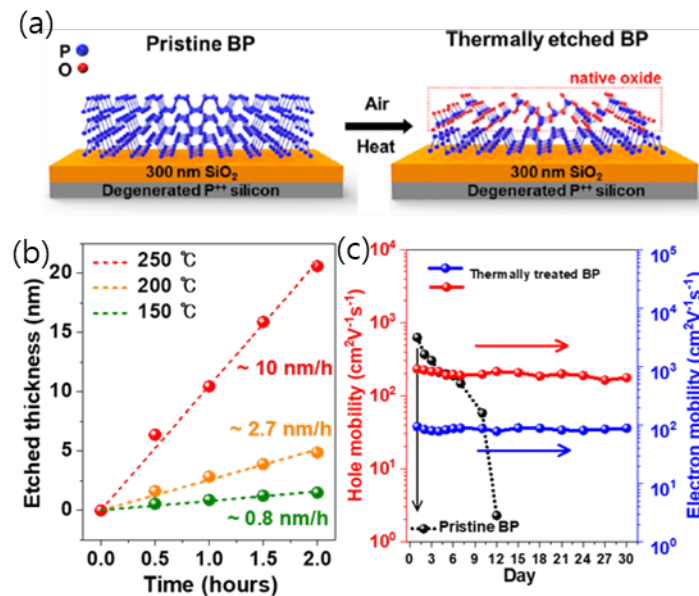 (a)
Pristine BP
Thermally etched BP
P
O
native oxide
Air
Heat
300 nm SiO₂
Degenerated P⁺⁺ silicon
300 nm SiO₂
Degenerated P⁺⁺ silicon
(b)
Etched thickness (nm)
20
15
10
5
0
250 ℃
200 ℃
150 ℃
~ 10 nm/h
~ 2.7 nm/h
~ 0.8 nm/h
0.0 0.5 1.0 1.5 2.0
Time (hours)
(c)
Hole mobility (cm²V⁻¹s⁻¹)
10⁴
10³
10²
10¹
10⁰
Thermally treated BP
Pristine BP
0 3 6 9 12 15 18 21 24 27 30
Day
10⁵
10⁴
10³
10²
10¹
10⁰
Electron mobility (cm²V⁻¹s⁻¹)